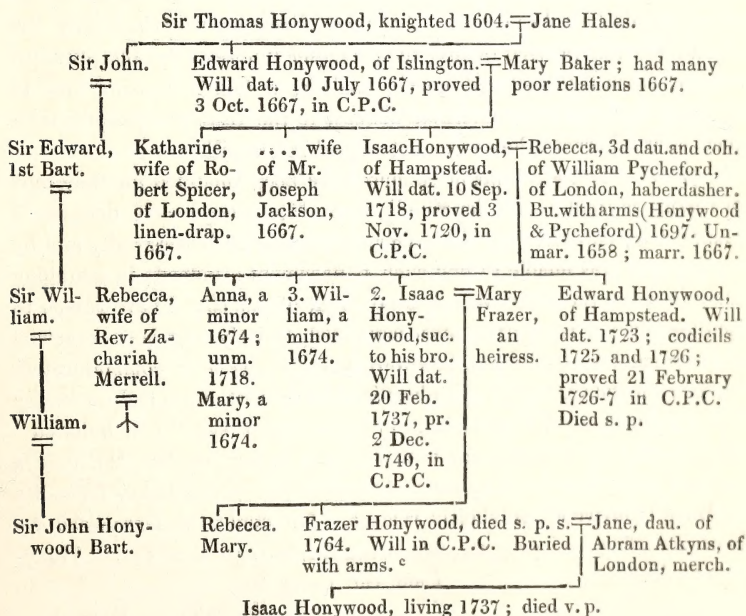 Sir Thomas Honywood, knighted 1604.=Jane Hales.
Sir John.
Edward Honywood, of Islington.=Mary Baker; had many
Will dat. 10 July 1667, proved poor relations 1667.
3 Oct. 1667, in C.P.C.
Sir Edward,
1st Bart.
Katharine,
wife of Ro-
bert Spicer,
of London,
linen-drap.
1667.
.... wife
of Mr.
Joseph
Jackson,
1667.
IsaacHonywood,
of Hampstead.
Will dat. 10 Sep.
1718, proved 3
Nov. 1720, in
C.P.C.
Rebecca, 3d dau.and coh.
of William Pycheford,
of London, haberdasher.
Bu.witharms(Honywood
& Pycheford) 1697. Un-
mar. 1658; marr. 1667.
Sir Wil-
liam.
Rebecca,
wife of
Rev. Za-
chariah
Merrell.
Anna, a
minor
1674;
unm.
1718.
Mary, a
minor
1674.
3. Wil-
liam, a
minor
1674.
2. Isaac
Hony-
wood,suc.
to his bro.
Will dat.
20 Feb.
1737, pr.
2 Dec.
1740, in
C.P.C.
Mary
Frazer,
an
heiress.
Edward Honywood,
of Hampstead. Will
dat. 1723; codicils
1725 and 1726;
proved 21 February
1726-7 in C.P.C.
Died s. p.
William.
Sir John Hony-
wood, Bart.
Rebecca.
Mary.
Frazer Honywood, died s. p. s.=Jane, dau. of
1764. Will in C.P.C. Buried Abram Atkyns, of
with arms. c London, merch.
Isaac Honywood, living 1737; died v. p.